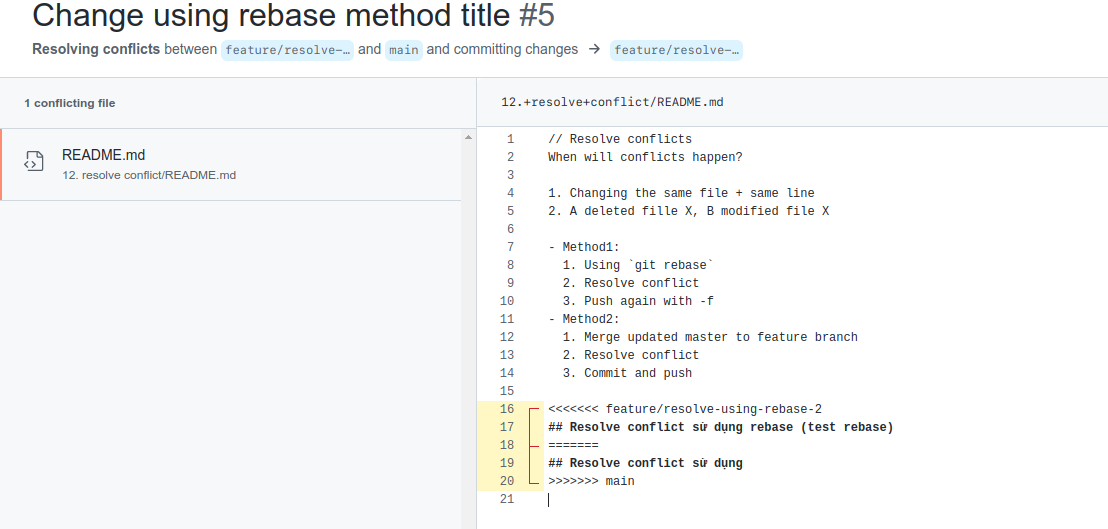 Change using rebase method title #5
Resolving conflicts between feature/resolve-… and main and committing changes → feature/resolve-…
1 conflicting file
README.md
12. resolve conflict/README.md
12.+resolve+conflict/README.md
1 // Resolve conflicts
2 When will conflicts happen?
3
4 1. Changing the same file + same line
5 2. A deleted fille X, B modified file X
6
7 - Method1:
8   1. Using `git rebase`
9   2. Resolve conflict
10   3. Push again with -f
11 - Method2:
12   1. Merge updated master to feature branch
13   2. Resolve conflict
14   3. Commit and push
15
16 <<<<<<< feature/resolve-using-rebase-2
17 ## Resolve conflict sử dụng rebase (test rebase)
18 =======
19 ## Resolve conflict sử dụng
20 >>>>>>> main
21